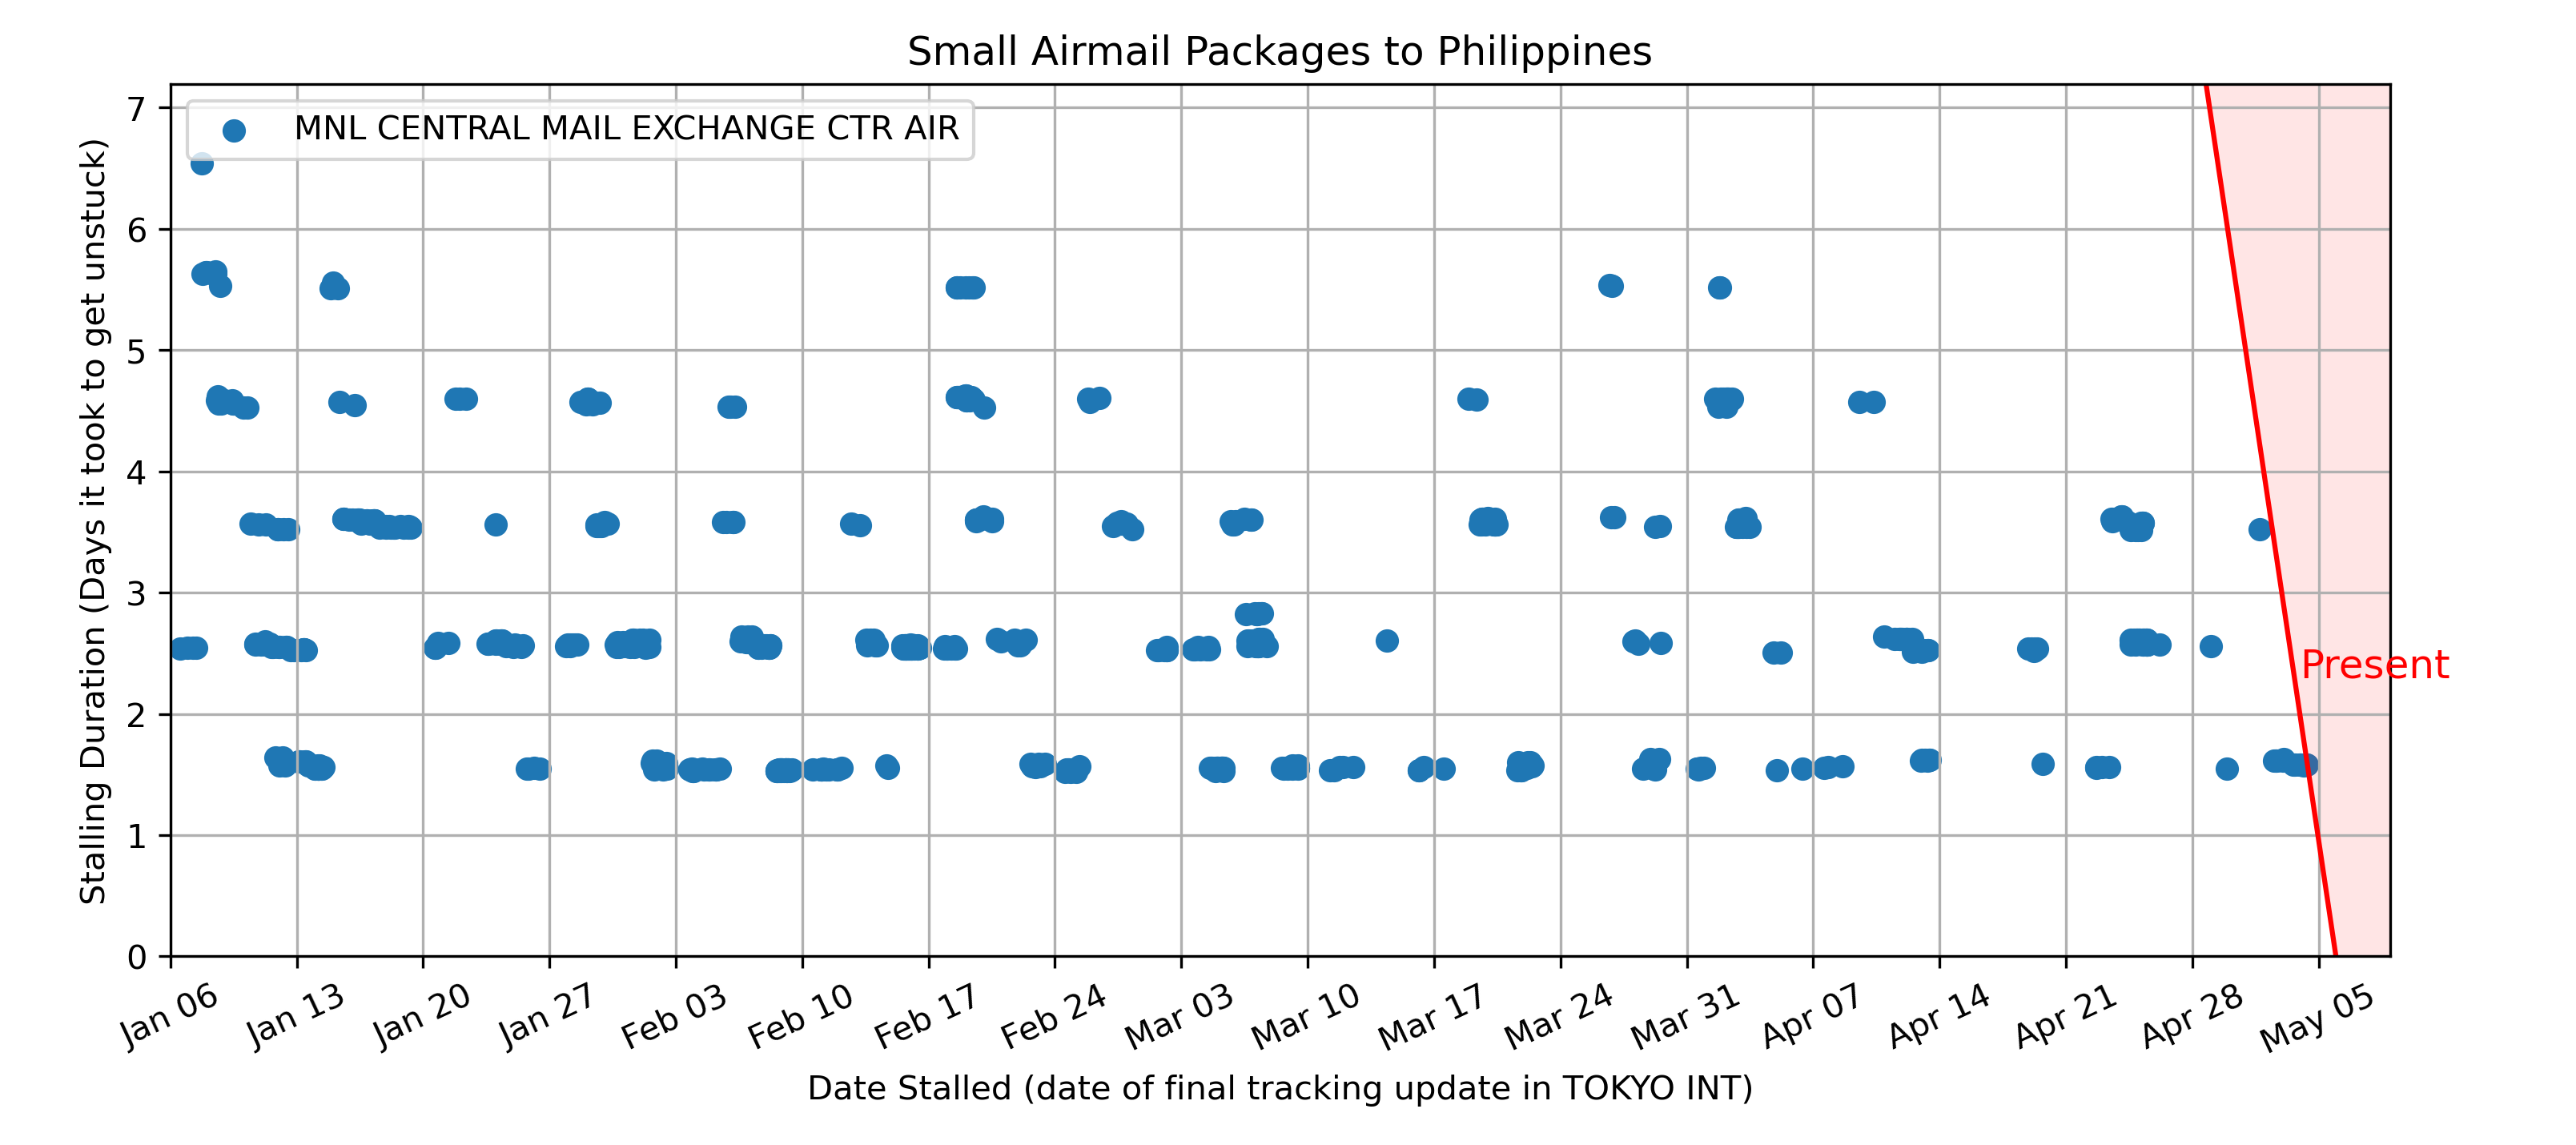 Small Airmail Packages to Philippines
MNL CENTRAL MAIL EXCHANGE CTR AIR
Stalling Duration (Days it took to get unstuck)
7
6
5
4
3
2
1
0
Present
Jan 06 Jan 13 Jan 20 Jan 27 Feb 03 Feb 10 Feb 17 Feb 24 Mar 03 Mar 10 Mar 17 Mar 24 Mar 31 Apr 07 Apr 14 Apr 21 Apr 28 May 05
Date Stalled (date of final tracking update in TOKYO INT)